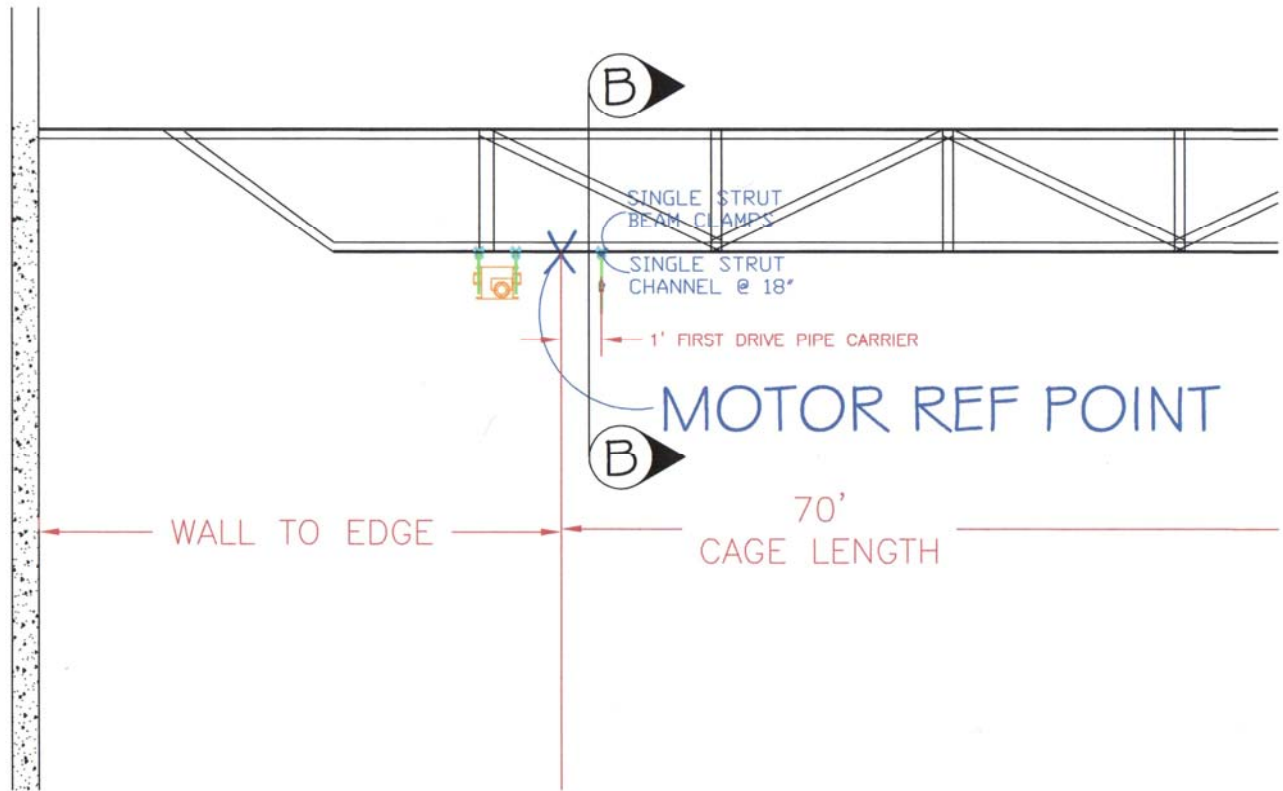 B
SINGLE STRUT
BEAM CLAMPS
SINGLE STRUT
CHANNEL @ 18"
1' FIRST DRIVE PIPE CARRIER
MOTOR REF POINT
B
WALL TO EDGE
70'
CAGE LENGTH